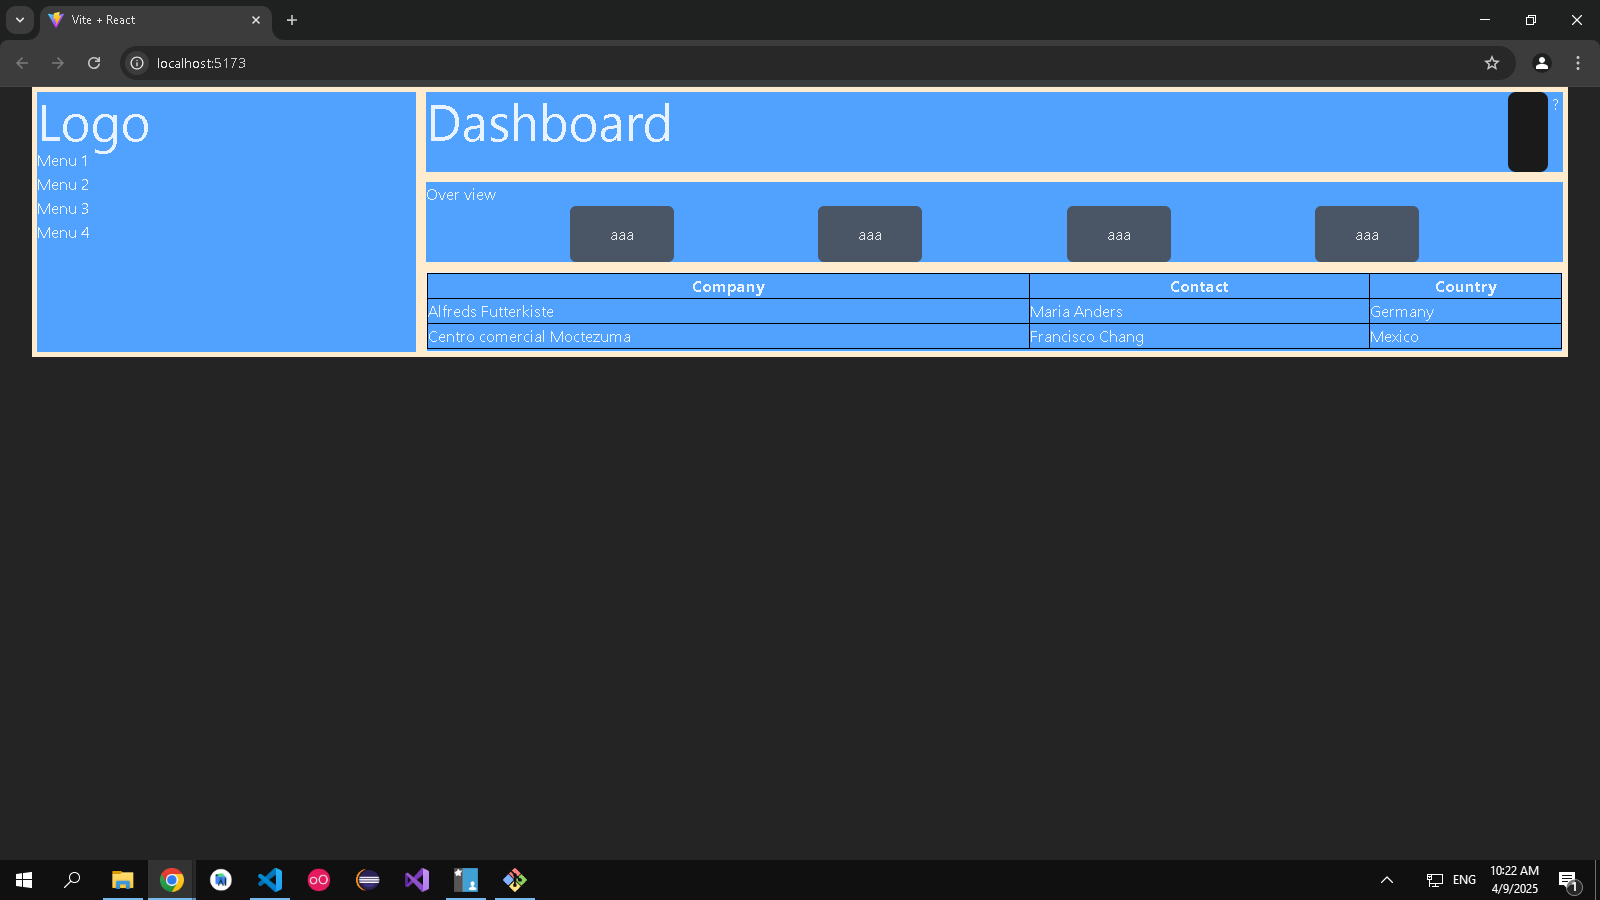 Vite + React
localhost:5173
Logo
Menu 1
Menu 2
Menu 3
Menu 4
Dashboard
?
Over view
aaa aaa aaa aaa
Company Contact Country
Alfreds Futterkiste Maria Anders Germany
Centro comercial Moctezuma Francisco Chang Mexico
ENG
10:22 AM
4/9/2025
1